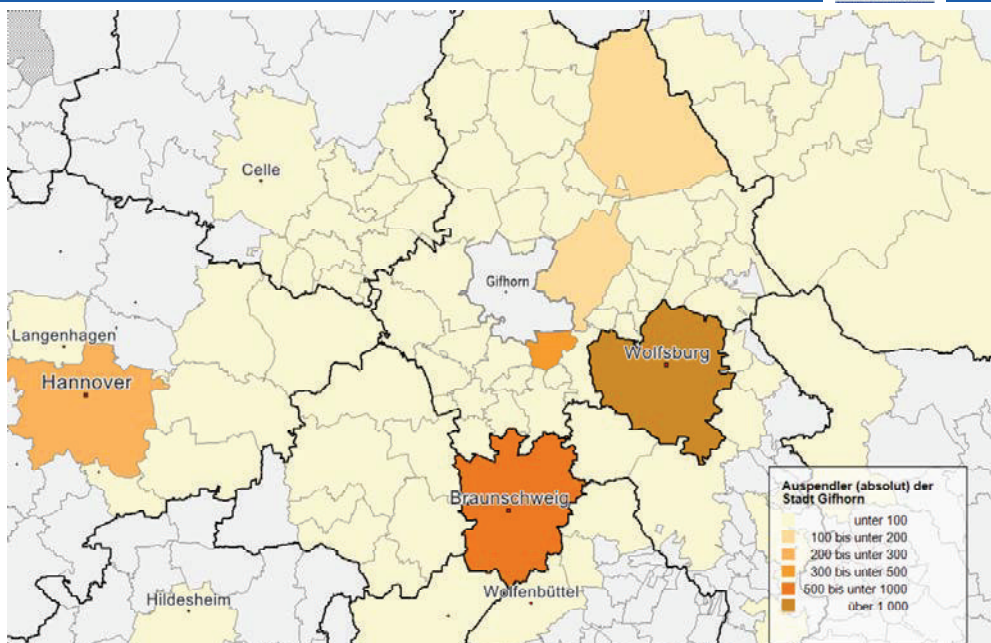 Celle
Gifhorn
Langenhagen
Wolfsburg
Hannover
Braunschweig
Auspendler (absolut) der
Stadt Gifhorn
unter 100
100 bis unter 200
200 bis unter 300
300 bis unter 500
500 bis unter 1000
über 1 000
Wolfenbüttel
Hildesheim